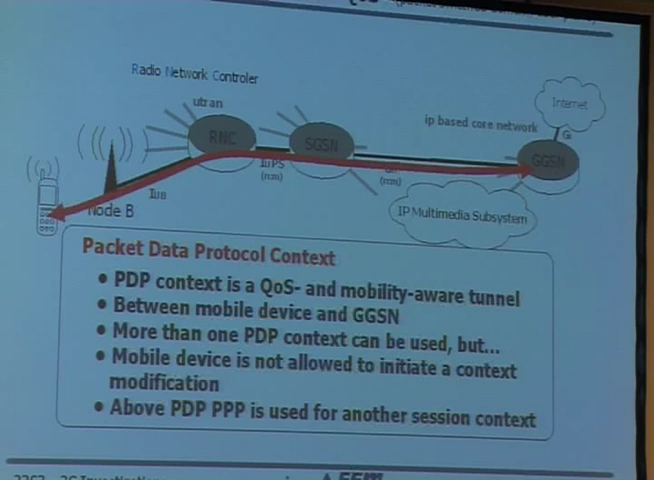 Radio Network Controler
utran
ip based core network
Internet
Gi
RNC
SGSN
GGSN
IuPS
(nm)
(nm)
Iub
Node B
IP Multimedia Subsystem
Packet Data Protocol Context
• PDP context is a QoS- and mobility-aware tunnel
• Between mobile device and GGSN
• More than one PDP context can be used, but...
• Mobile device is not allowed to initiate a context
modification
• Above PDP PPP is used for another session context